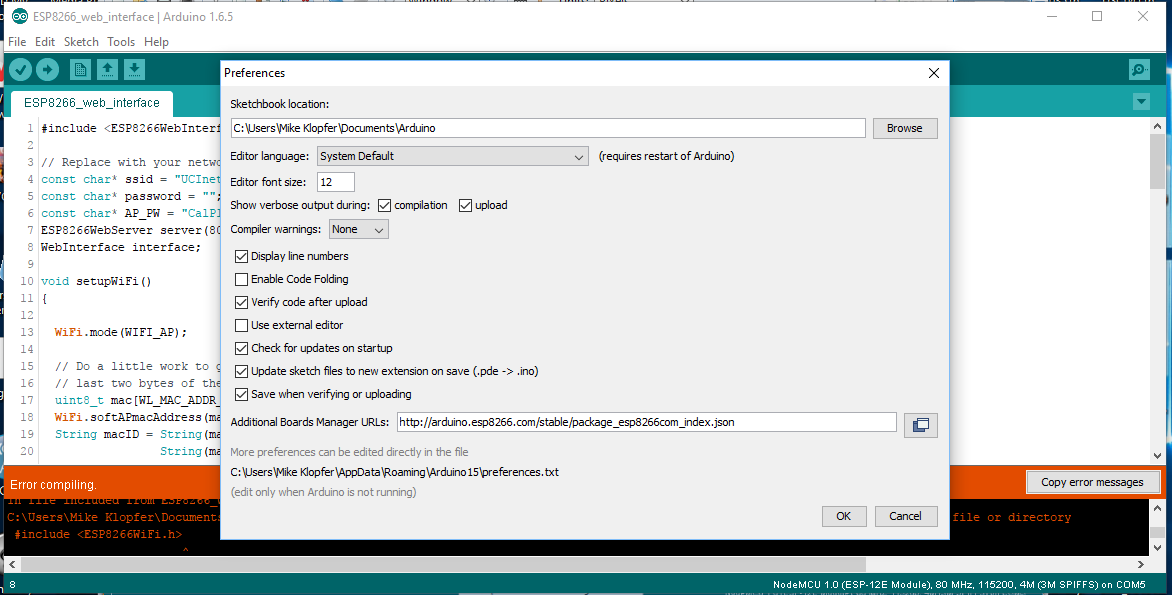 ESP8266_web_interface | Arduino 1.6.5
File Edit Sketch Tools Help
ESP8266_web_interface
Preferences
Sketchbook location:
C:\Users\Mike Klopfer\Documents\Arduino
Browse
Editor language: System Default (requires restart of Arduino)
Editor font size: 12
Show verbose output during: compilation upload
Compiler warnings: None
Display line numbers
Enable Code Folding
Verify code after upload
Use external editor
Check for updates on startup
Update sketch files to new extension on save (.pde -> .ino)
Save when verifying or uploading
Additional Boards Manager URLs: http://arduino.esp8266.com/stable/package_esp8266com_index.json
More preferences can be edited directly in the file
C:\Users\Mike Klopfer\AppData\Roaming\Arduino15\preferences.txt
(edit only when Arduino is not running)
OK Cancel
1 #include <ESP8266WebInterf
2
3 // Replace with your netwo
4 const char* ssid = "UCInet
5 const char* password = "";
6 const char* AP_PW = "CalPl
7 ESP8266WebServer server(80
8 WebInterface interface;
9
10 void setupWiFi()
11 {
12
13 WiFi.mode(WIFI_AP);
14
15 // Do a little work to g
16 // last two bytes of the
17 uint8_t mac[WL_MAC_ADDR_
18 WiFi.softAPmacAddress(ma
19 String macID = String(ma
20 String(ma
Error compiling.
Copy error messages
In file included from ESP8266_
C:\Users\Mike Klopfer\Document file or directory
#include <ESP8266WiFi.h>
^
8
NodeMCU 1.0 (ESP-12E Module), 80 MHz, 115200, 4M (3M SPIFFS) on COM5